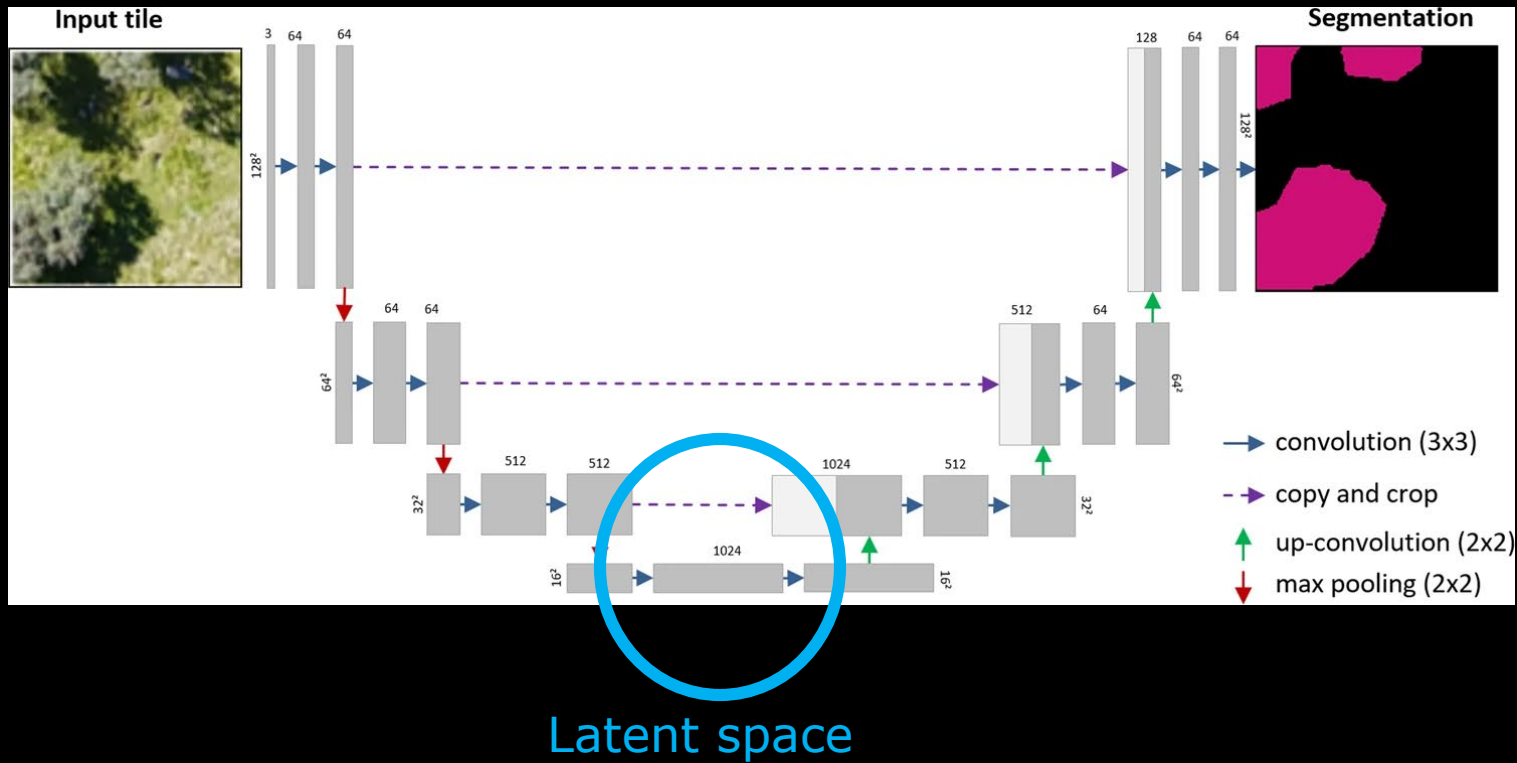 Input tile
Segmentation
3 64 64
128 64 64
128²
128²
64 64
512 64
64²
64²
512 512
1024 512
32²
32²
1024
16²
16²
convolution (3x3)
copy and crop
up-convolution (2x2)
max pooling (2x2)
Latent space